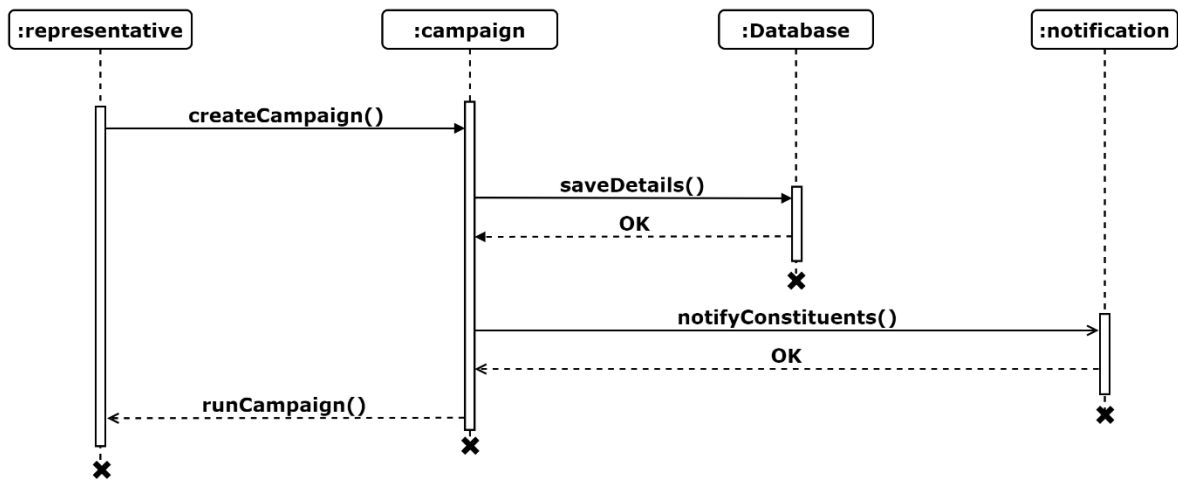 :representative
:campaign
:Database
:notification
createCampaign()
saveDetails()
OK
notifyConstituents()
OK
runCampaign()